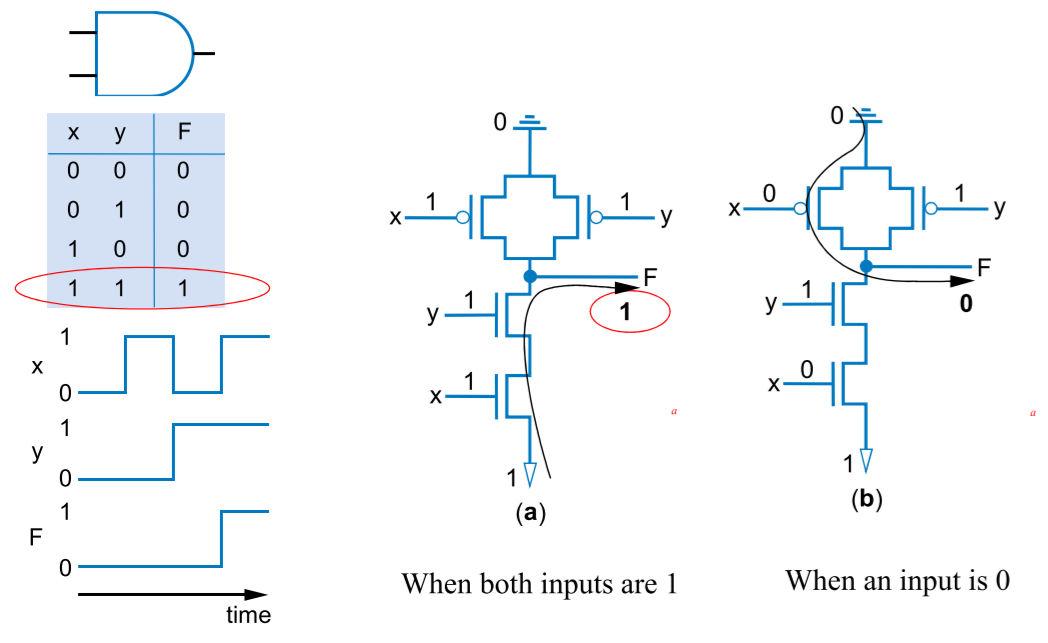 x y F
0 0 0
0 1 0
1 0 0
1 1 1
1
x
0
1
y
0
1
F
0
time
0
x 1
1 y
F
1
y 1
x 1
a
1
(a)
When both inputs are 1
0
x 0
1 y
F
0
y 1
x 0
a
1
(b)
When an input is 0